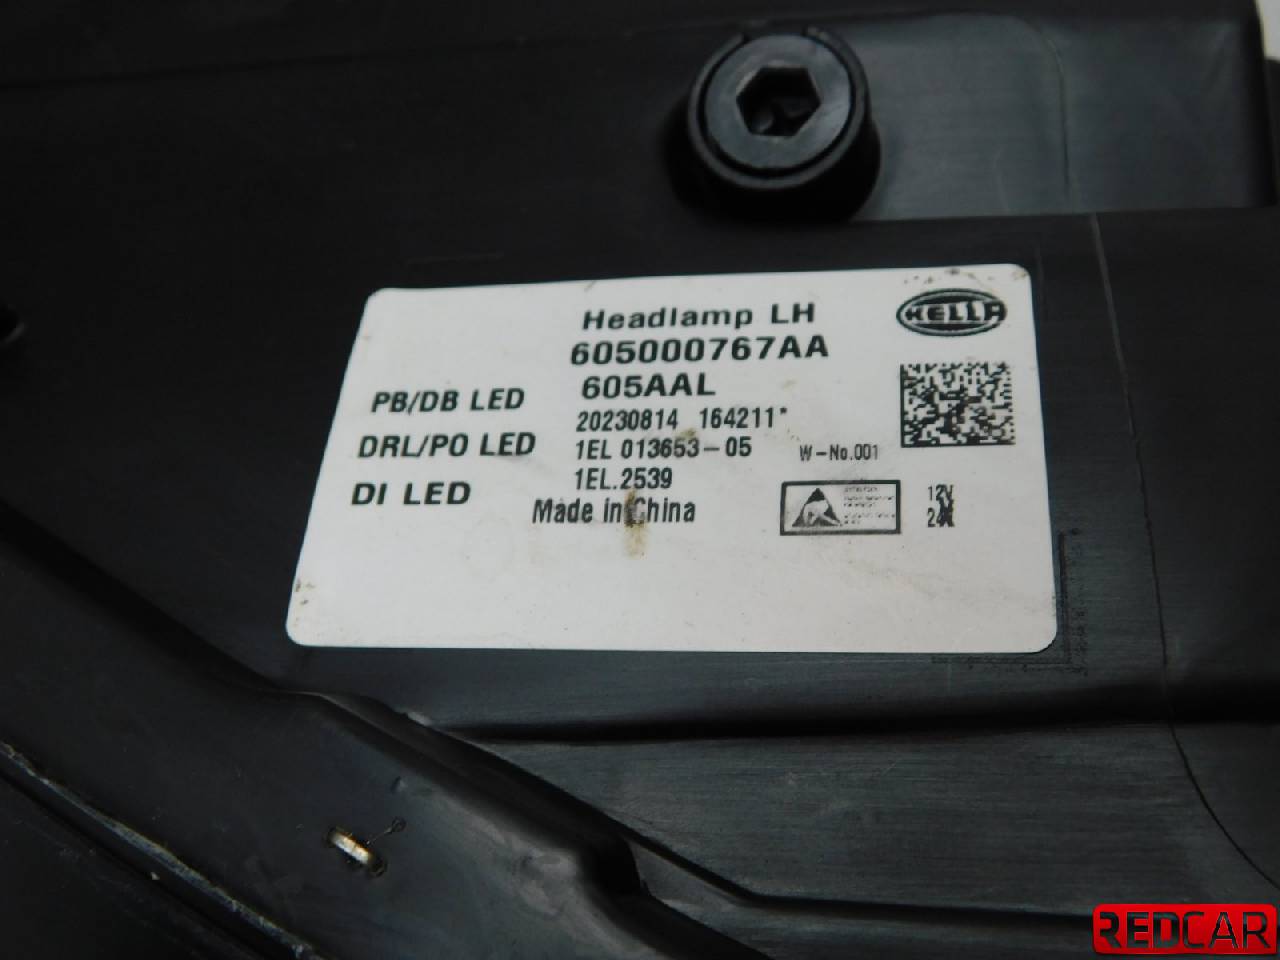 Headlamp LH
HELLA
605000767AA
605AAL
PB/DB LED
20230814 164211*
DRL/PO LED
1EL 013653-05
W-No.001
1EL.2539
DI LED
12V
Made in China
REDCAR